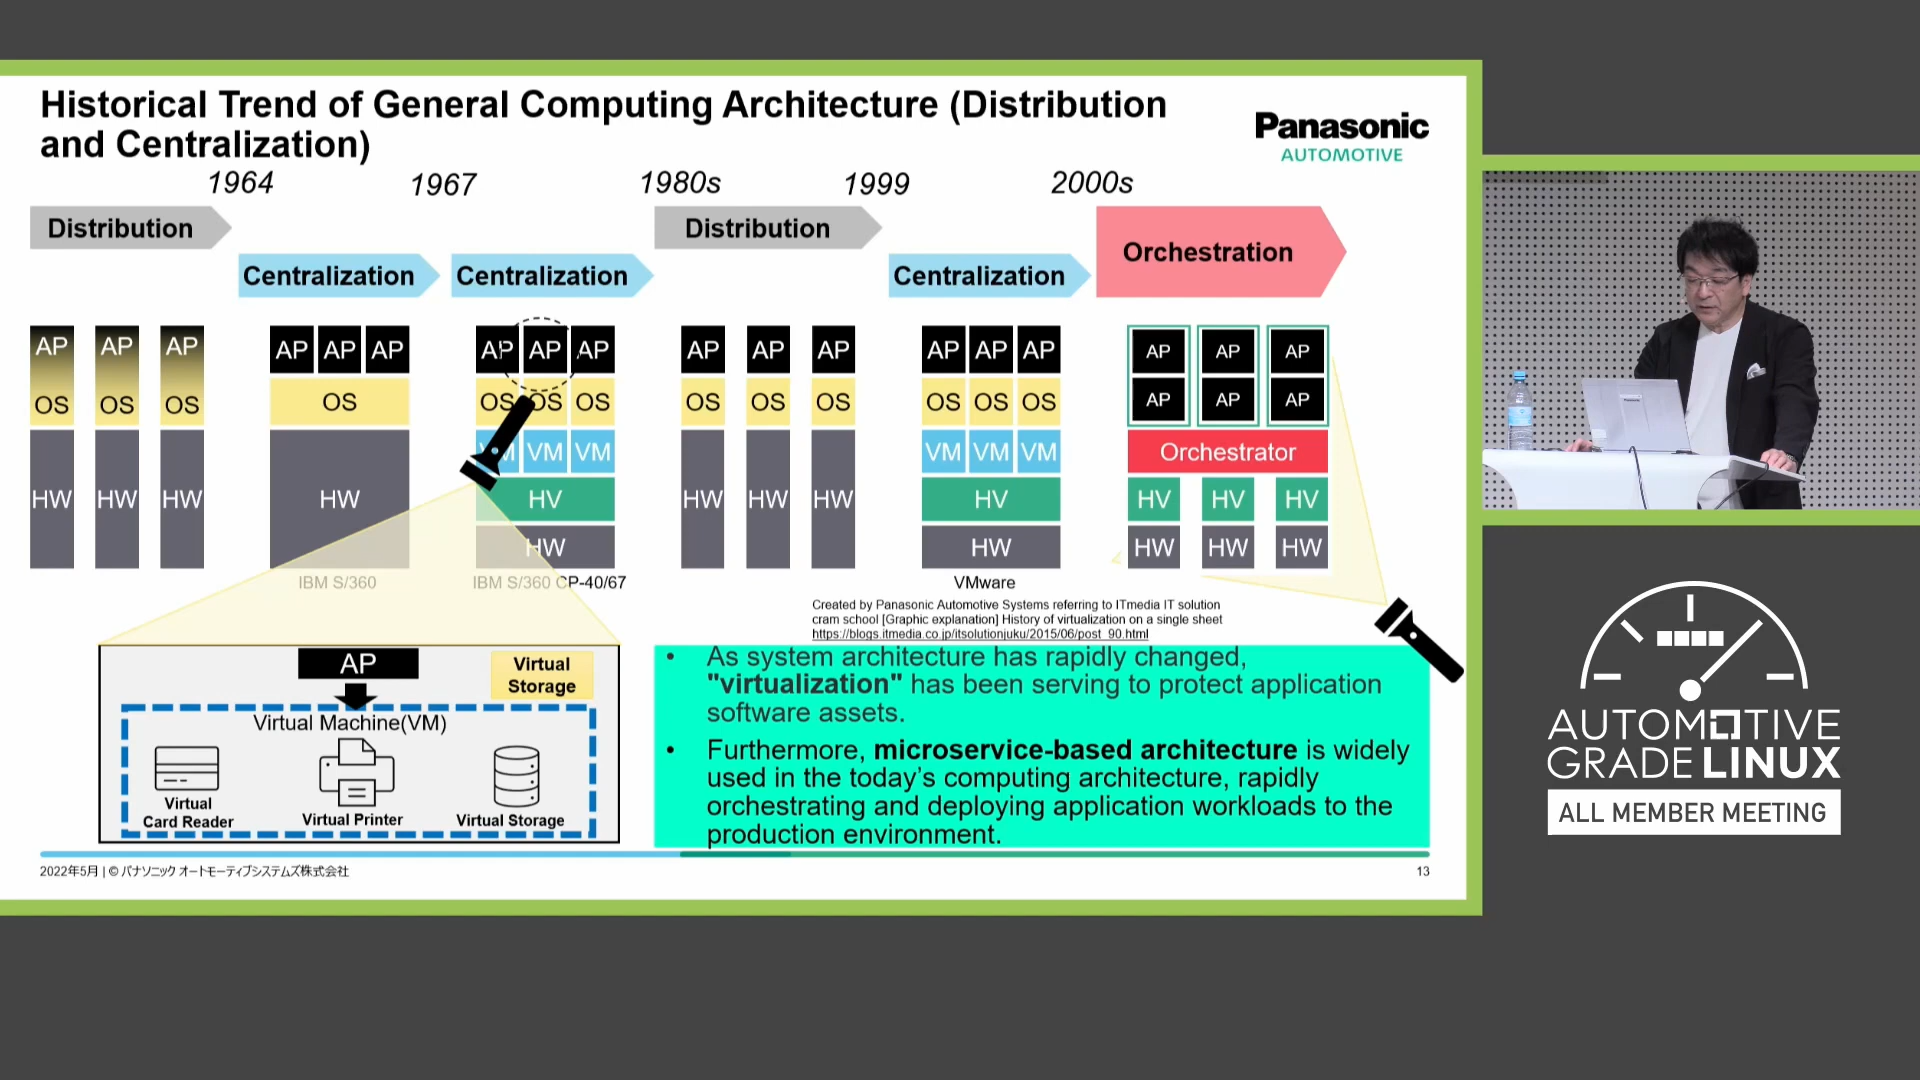 Historical Trend of General Computing Architecture (Distribution
and Centralization)
Panasonic
AUTOMOTIVE
1964 1967 1980s 1999 2000s
Distribution Distribution
Orchestration
Centralization Centralization Centralization
AP AP AP AP AP AP AP AP AP AP AP AP AP AP AP AP AP AP
OS OS OS OS OS OS OS OS OS OS OS OS OS AP AP AP
VM VM VM VM VM VM Orchestrator
HW HW HW HW HV HW HW HW HV HV HV HV
HW HW HW HW HW
IBM S/360 IBM S/360 CP-40/67 VMware
Created by Panasonic Automotive Systems referring to ITmedia IT solution
cram school [Graphic explanation] History of virtualization on a single sheet
https://blogs.itmedia.co.jp/itsolutionjuku/2015/06/post_90.html
AP
Virtual
Storage
Virtual Machine(VM)
Virtual
Card Reader
Virtual Printer
Virtual Storage
• As system architecture has rapidly changed,
"virtualization" has been serving to protect application
software assets.
• Furthermore, microservice-based architecture is widely
used in the today's computing architecture, rapidly
orchestrating and deploying application workloads to the
production environment.
2022年5月 | © パナソニック オートモーティブシステムズ株式会社
13
AUTOMOTIVE
GRADE LINUX
ALL MEMBER MEETING